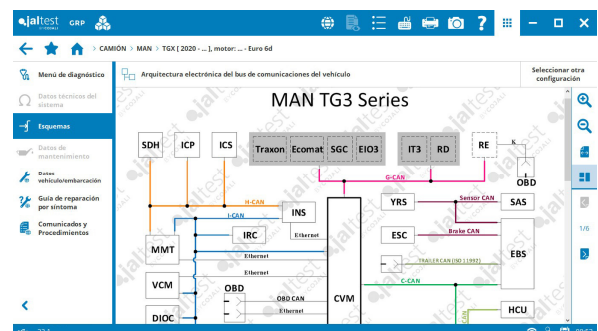 jaltest GRP
CAMIÓN > MAN > TGX [ 2020 - ... ], motor: ... - Euro 6d
Menú de diagnóstico
Datos técnicos del
sistema
Esquemas
Datos de
mantenimiento
Datos
vehículo/embarcación
Guía de reparación
por síntoma
Comunicados y
Procedimientos
Arquitectura electrónica del bus de comunicaciones del vehículo
Seleccionar otra
configuración
MAN TG3 Series
SDH ICP ICS Traxon Ecomat SGC EIO3 IT3 RD RE K
OBD
G-CAN
H-CAN
I-CAN
INS
YRS Sensor CAN SAS
IRC Ethernet
ESC Brake CAN
MMT
Ethernet
TRAILER CAN (ISO 11992)
EBS
Ethernet
C-CAN
VCM OBD
OBD CAN CVM
Ethernet
DIOC
CAN
HCU
1/6